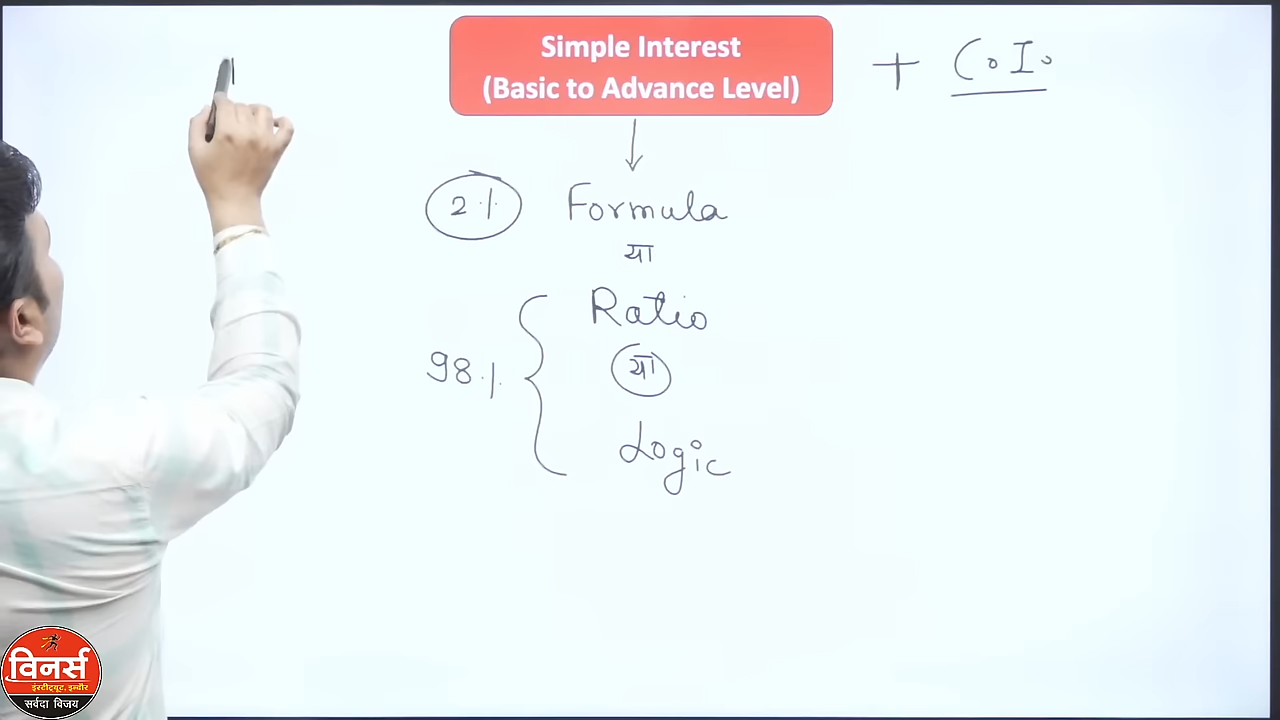 Simple Interest
(Basic to Advance Level)
+ C.I.
2% Formula
या
Ratio
98% { या
Logic
विनर्स
इंस्टीट्यूट, इन्दौर
सर्वदा विजय